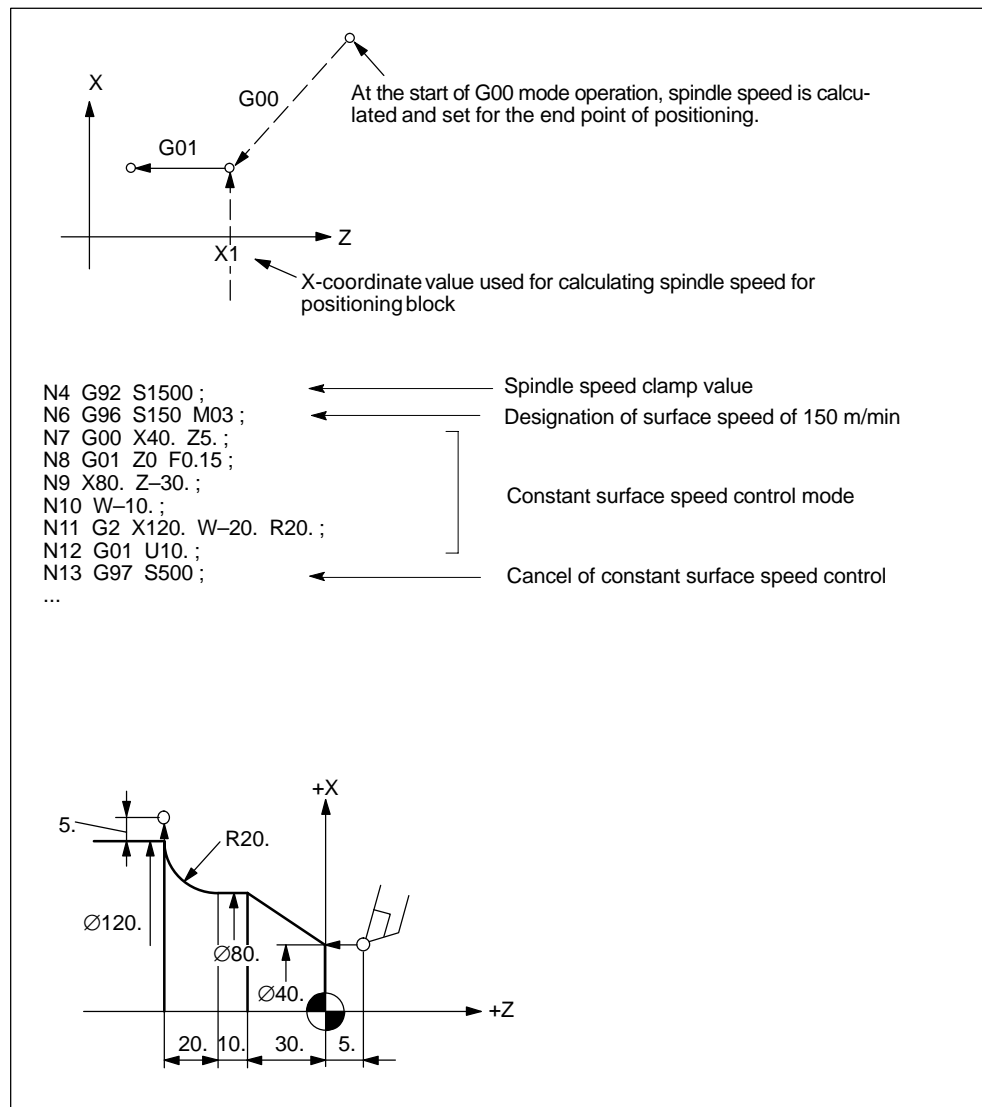 X
G00
At the start of G00 mode operation, spindle speed is calcu-
lated and set for the end point of positioning.
G01
Z
X1
X-coordinate value used for calculating spindle speed for
positioning block
N4 G92 S1500 ;
Spindle speed clamp value
N6 G96 S150 M03 ;
Designation of surface speed of 150 m/min
N7 G00 X40. Z5. ;
N8 G01 Z0 F0.15 ;
N9 X80. Z–30. ;
N10 W–10. ;
Constant surface speed control mode
N11 G2 X120. W–20. R20. ;
N12 G01 U10. ;
N13 G97 S500 ;
Cancel of constant surface speed control
...
+X
5.
R20.
∅120.
∅80.
∅40.
+Z
20. 10. 30. 5.